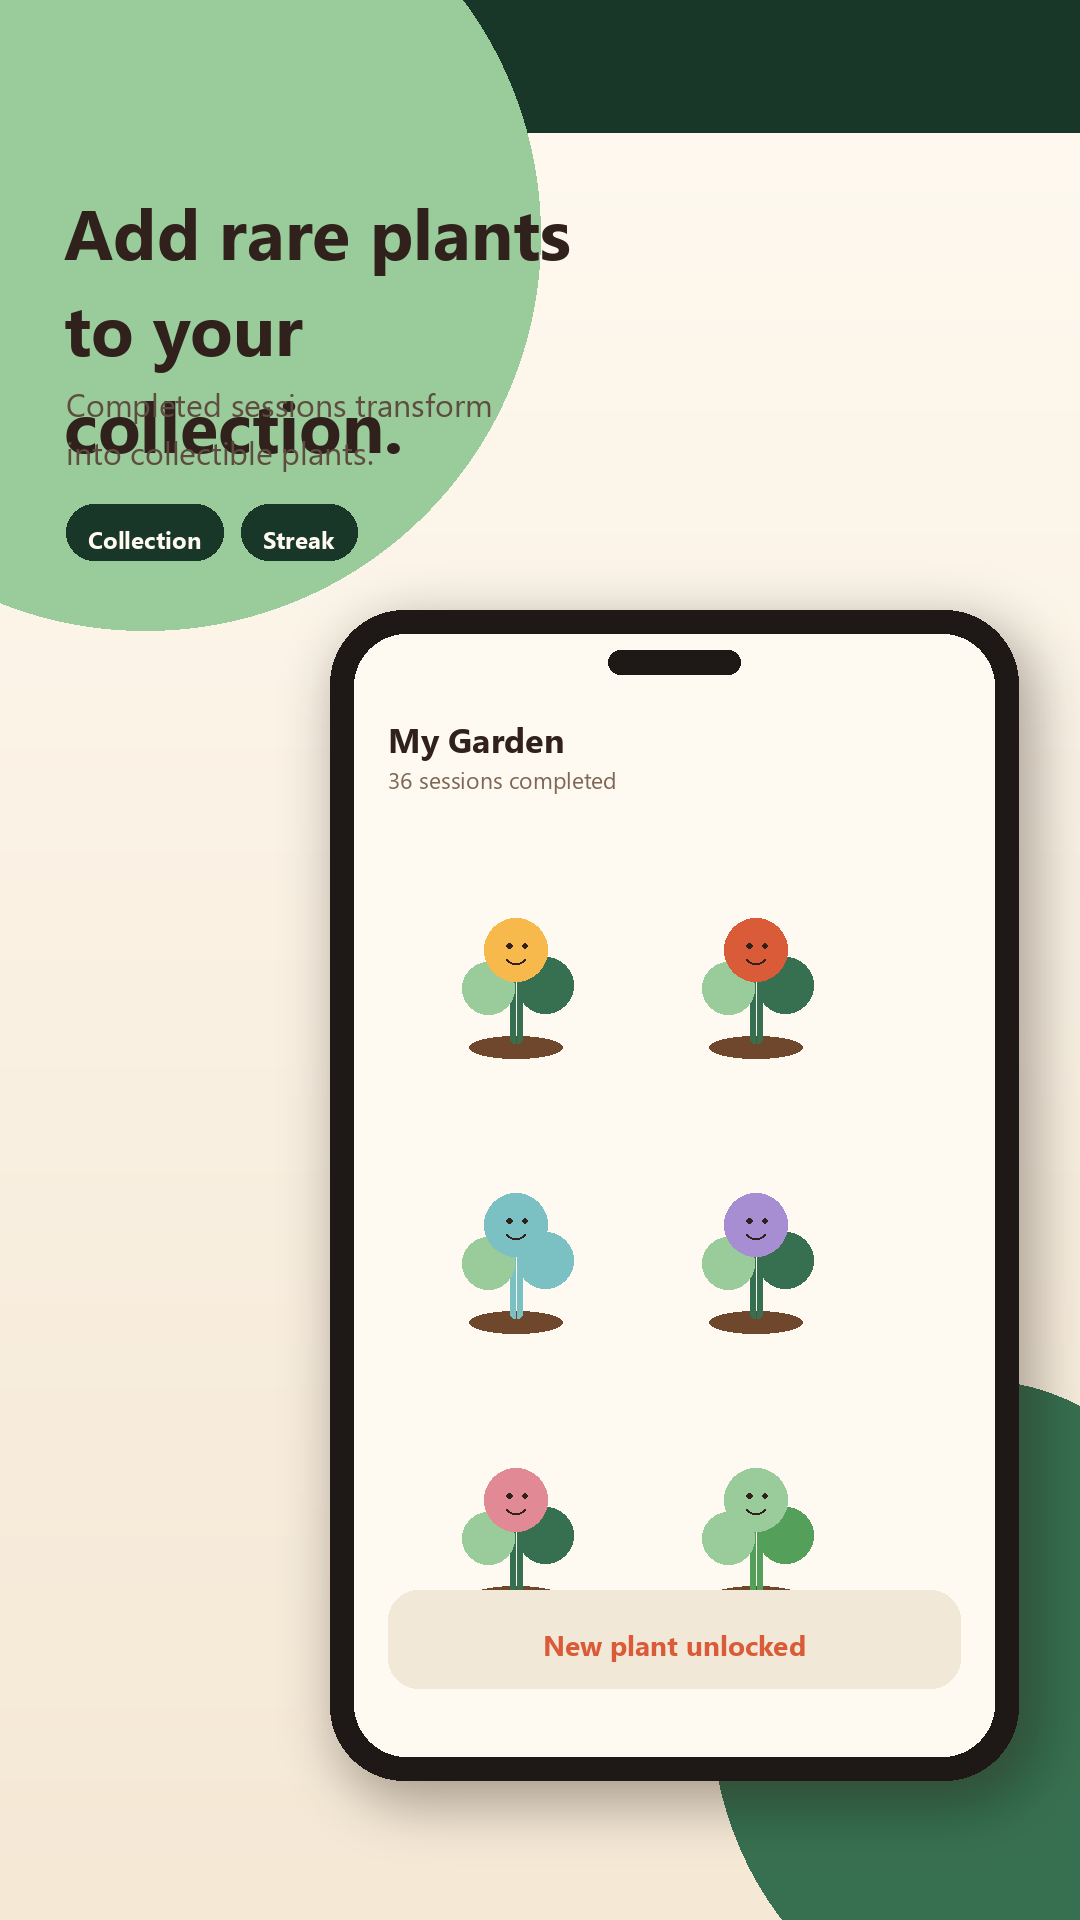 Add rare plants
to your
collection.
Completed sessions transform
into collectible plants.
Collection
Streak
My Garden
36 sessions completed
New plant unlocked